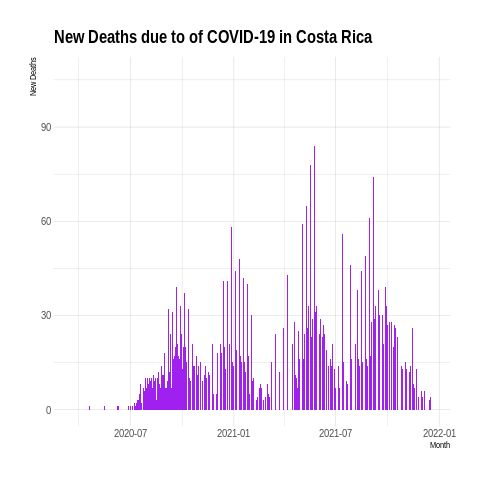 New Deaths due to of COVID-19 in Costa Rica
New Deaths
90
60
30
0
2020-07 2021-01 2021-07 2022-01
Month